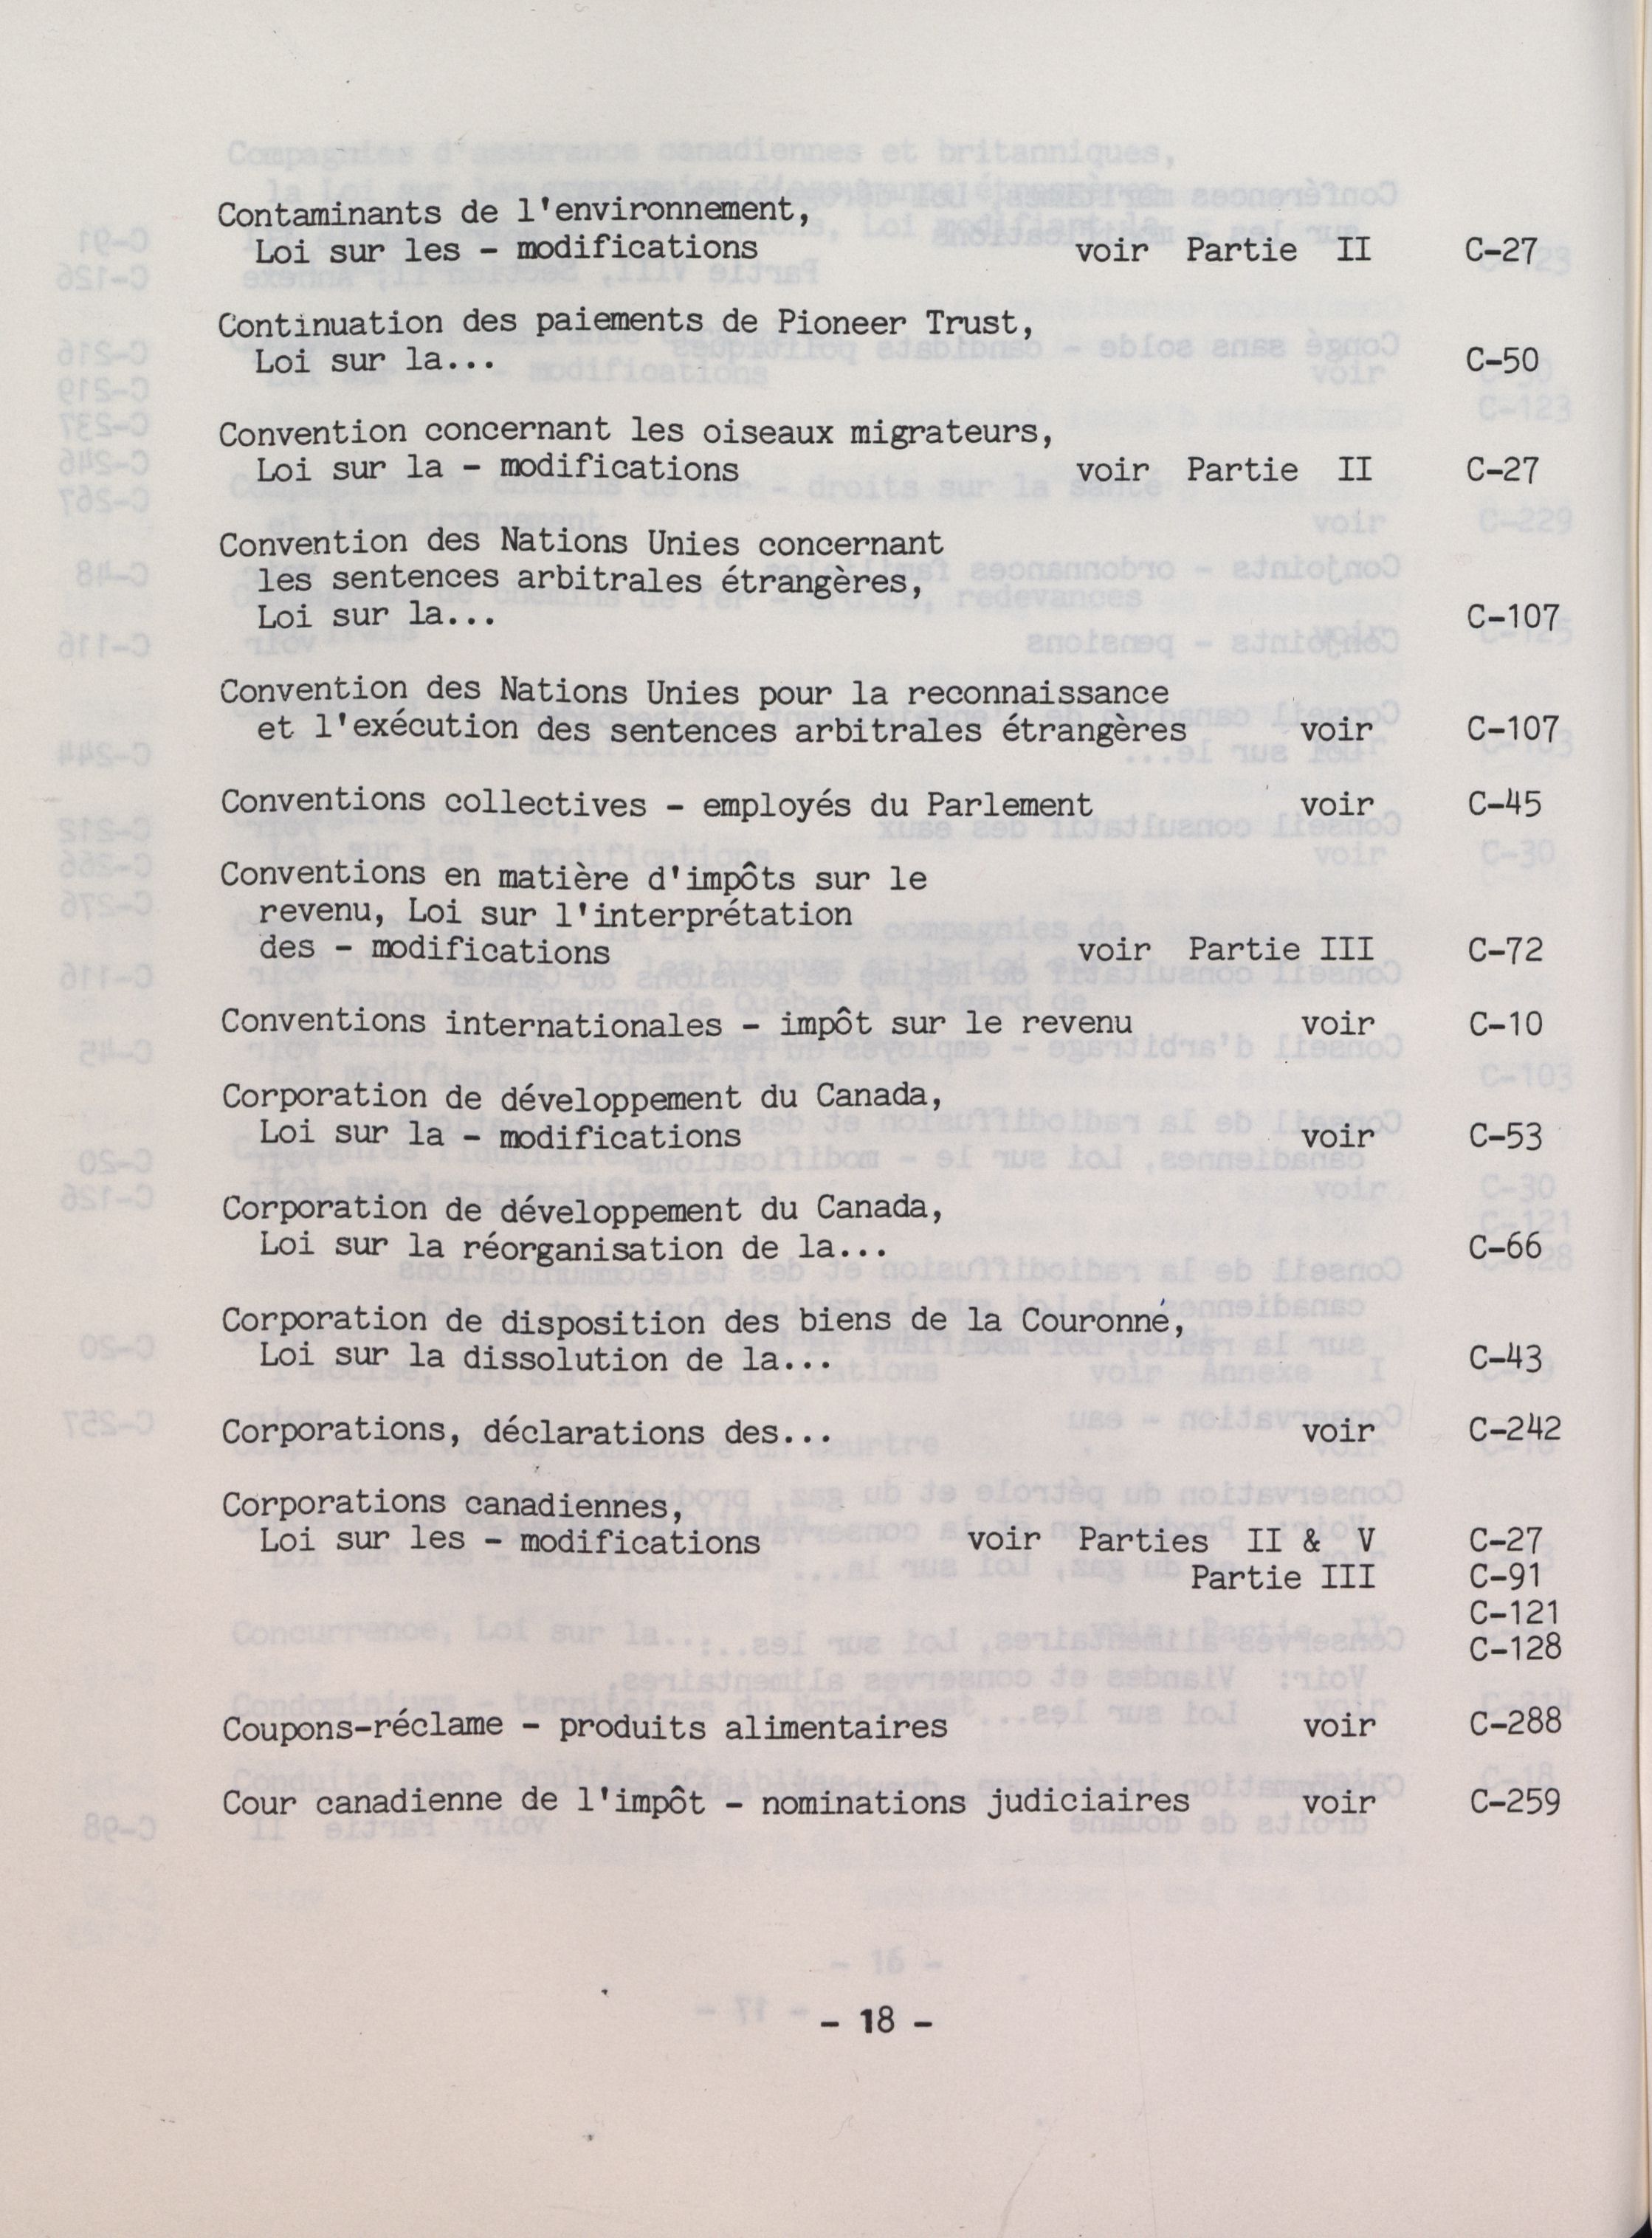 Contaminants de l'environnement,
Loi sur les - modifications voir Partie II C-27
Continuation des paiements de Pioneer Trust,
Loi sur la... C-50
Convention concernant les oiseaux migrateurs,
Loi sur la - modifications voir Partie II C-27
Convention des Nations Unies concernant
les sentences arbitrales étrangères,
Loi sur la... C-107
Convention des Nations Unies pour la reconnaissance
et l'exécution des sentences arbitrales étrangères voir C-107
Conventions collectives - employés du Parlement voir C-45
Conventions en matière d'impôts sur le
revenu, Loi sur l'interprétation
des - modifications voir Partie III C-72
Conventions internationales - impôt sur le revenu voir C-10
Corporation de développement du Canada,
Loi sur la - modifications voir C-53
Corporation de développement du Canada,
Loi sur la réorganisation de la... C-66
Corporation de disposition des biens de la Couronné,
Loi sur la dissolution de la... C-43
Corporations, déclarations des... voir C-242
Corporations canadiennes,
Loi sur les - modifications voir Parties II & V C-27
Partie III C-91
C-121
C-128
Coupons-réclame - produits alimentaires voir C-288
Cour canadienne de l'impôt - nominations judiciaires voir C-259
- 18 -